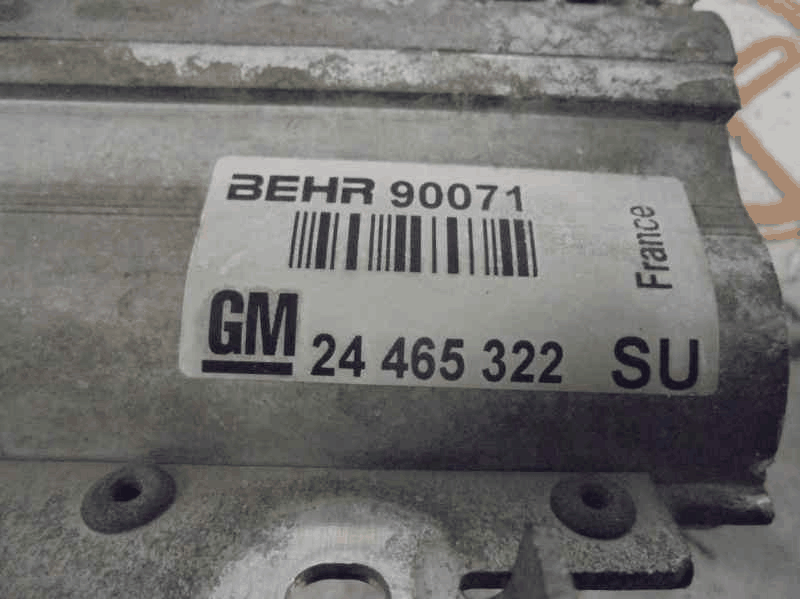 BEHR 90071
France
GM 24 465 322 SU